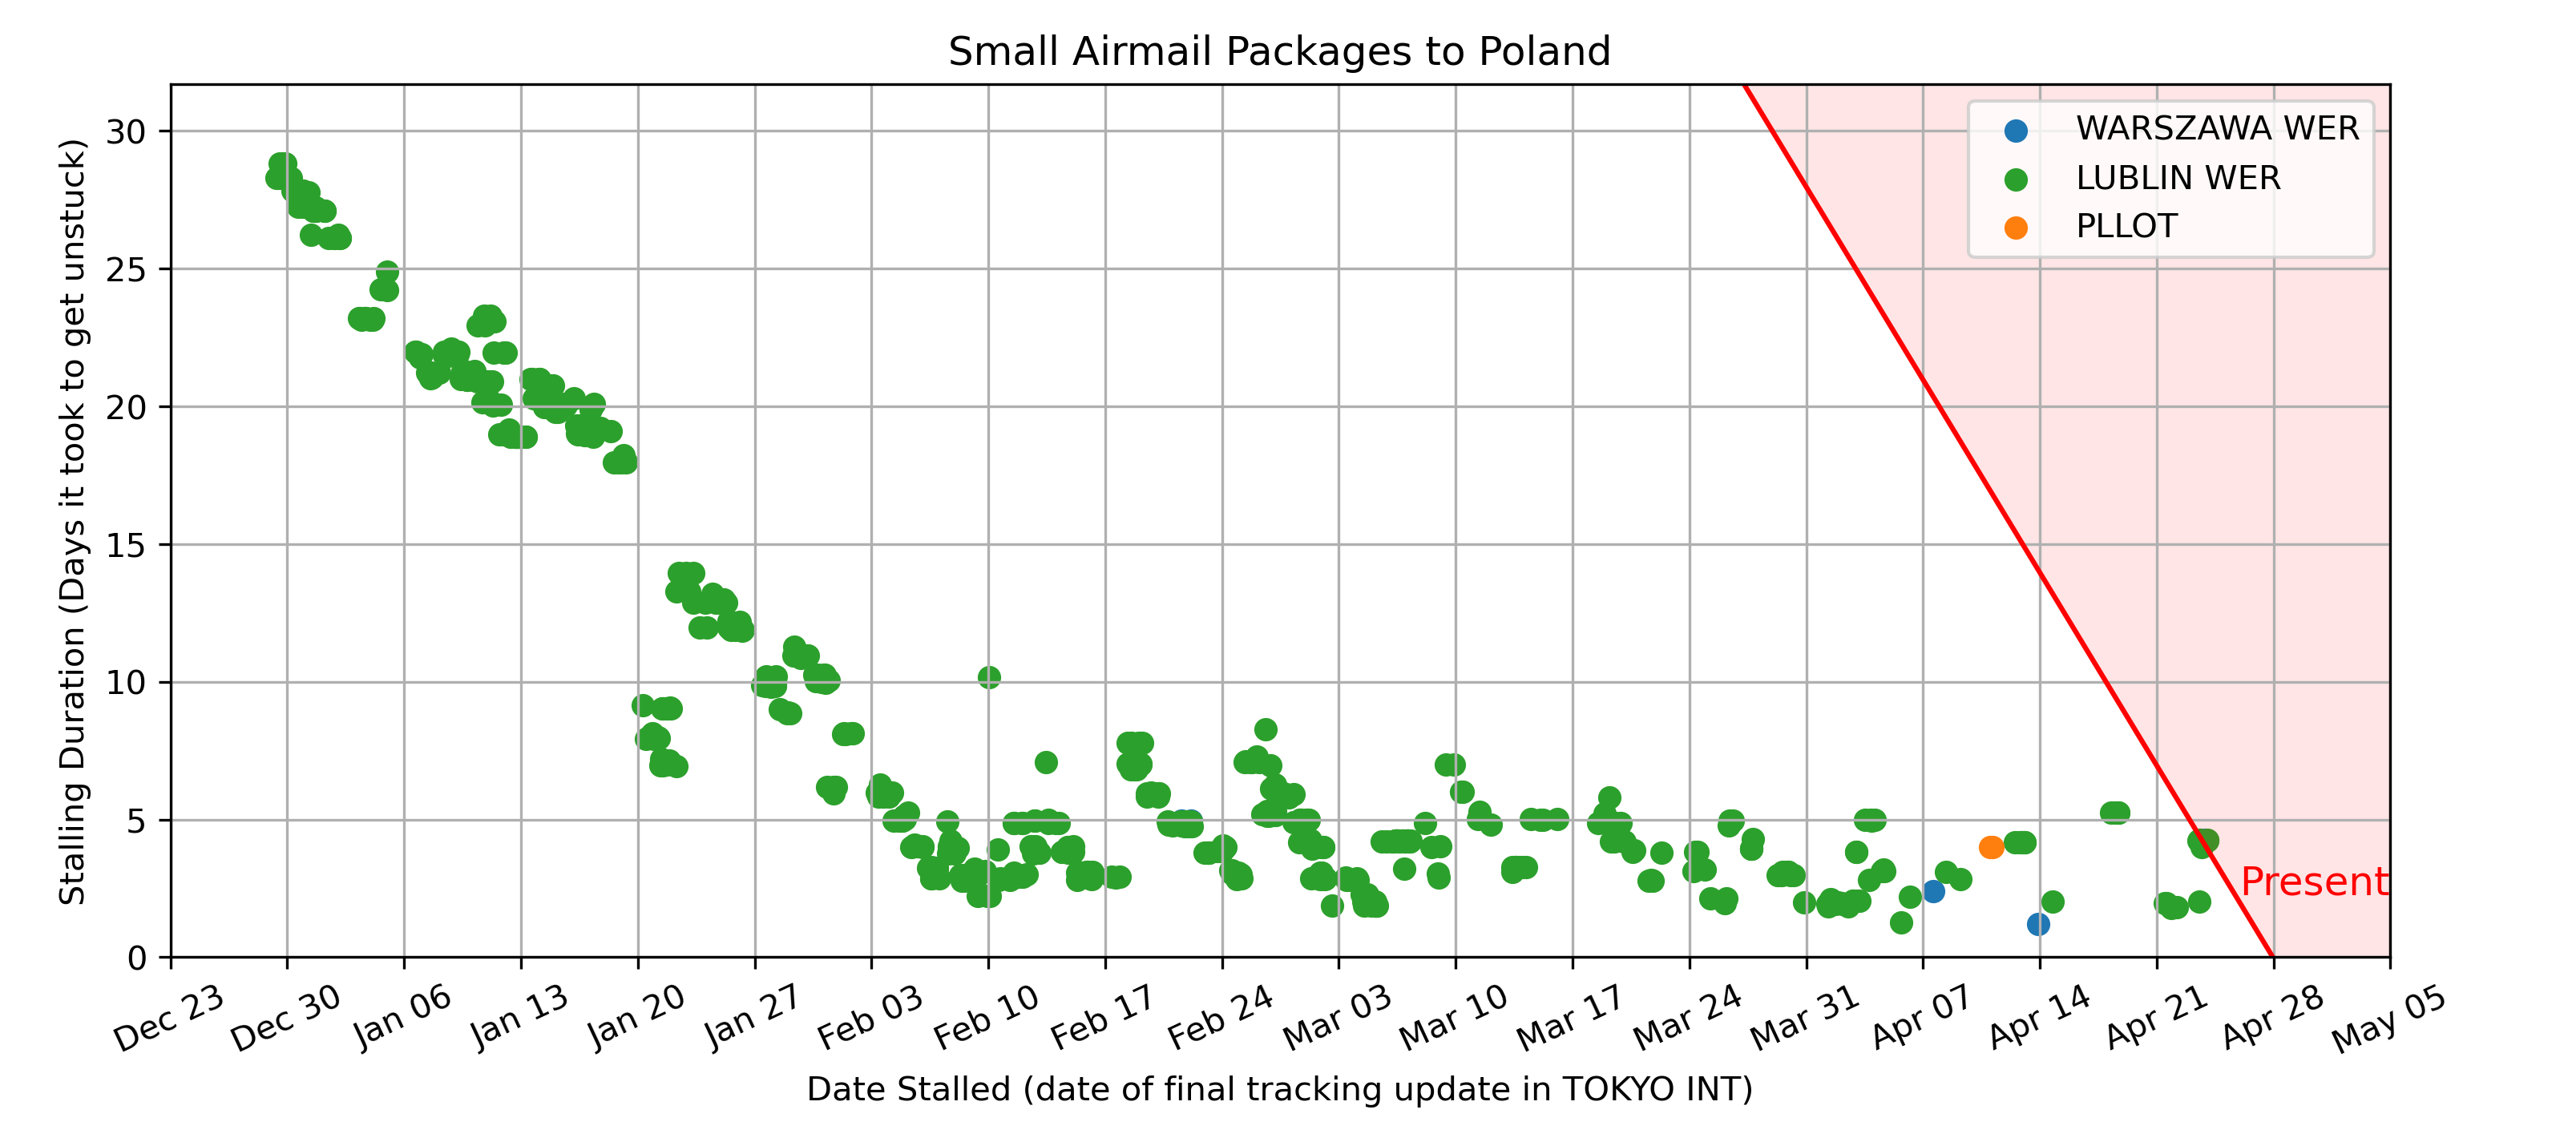 Small Airmail Packages to Poland
Stalling Duration (Days it took to get unstuck)
30
25
20
15
10
5
0
WARSZAWA WER
LUBLIN WER
PLLOT
Present
Dec 23
Dec 30
Jan 06
Jan 13
Jan 20
Jan 27
Feb 03
Feb 10
Feb 17
Feb 24
Mar 03
Mar 10
Mar 17
Mar 24
Mar 31
Apr 07
Apr 14
Apr 21
Apr 28
May 05
Date Stalled (date of final tracking update in TOKYO INT)